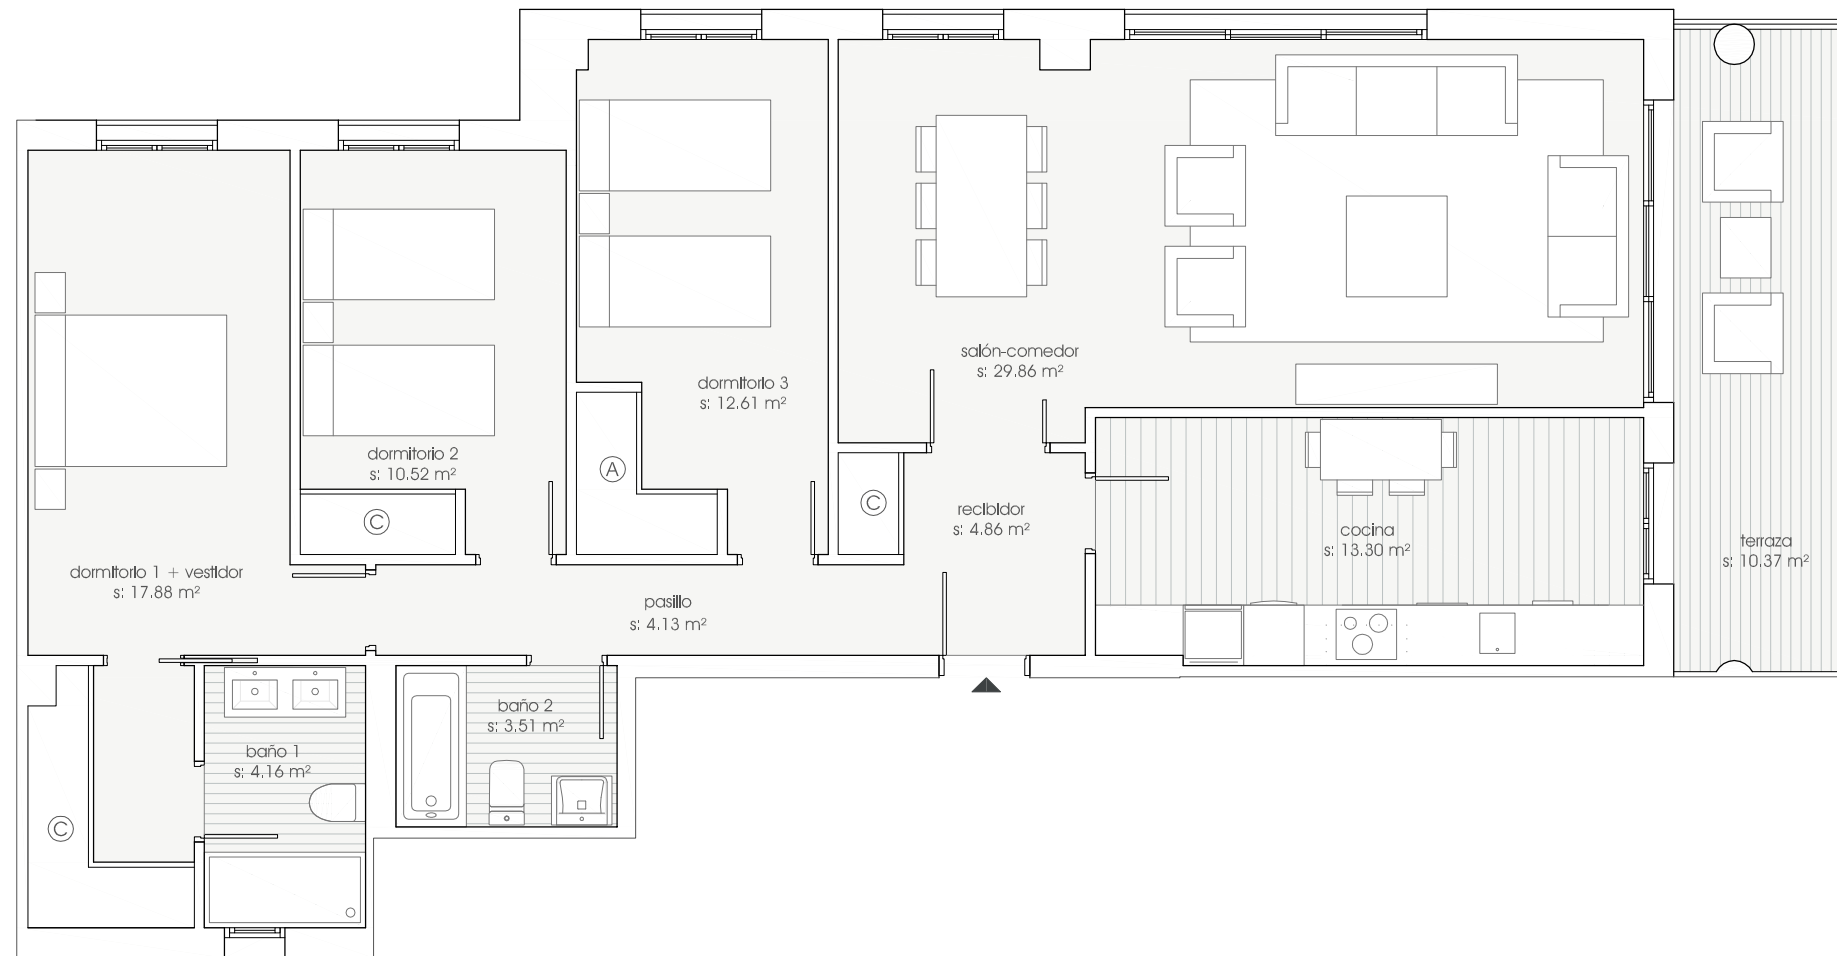 salón-comedor
s: 29.86 m²
dormitorio 3
s: 12.61 m²
dormitorio 2
s: 10.52 m²
A
C
C
recibidor
s: 4.86 m²
cocina
s: 13.30 m²
terraza
s: 10.37 m²
dormitorio 1 + vestidor
s: 17.88 m²
pasillo
s: 4.13 m²
baño 2
s: 3.51 m²
baño 1
s: 4.16 m²
C